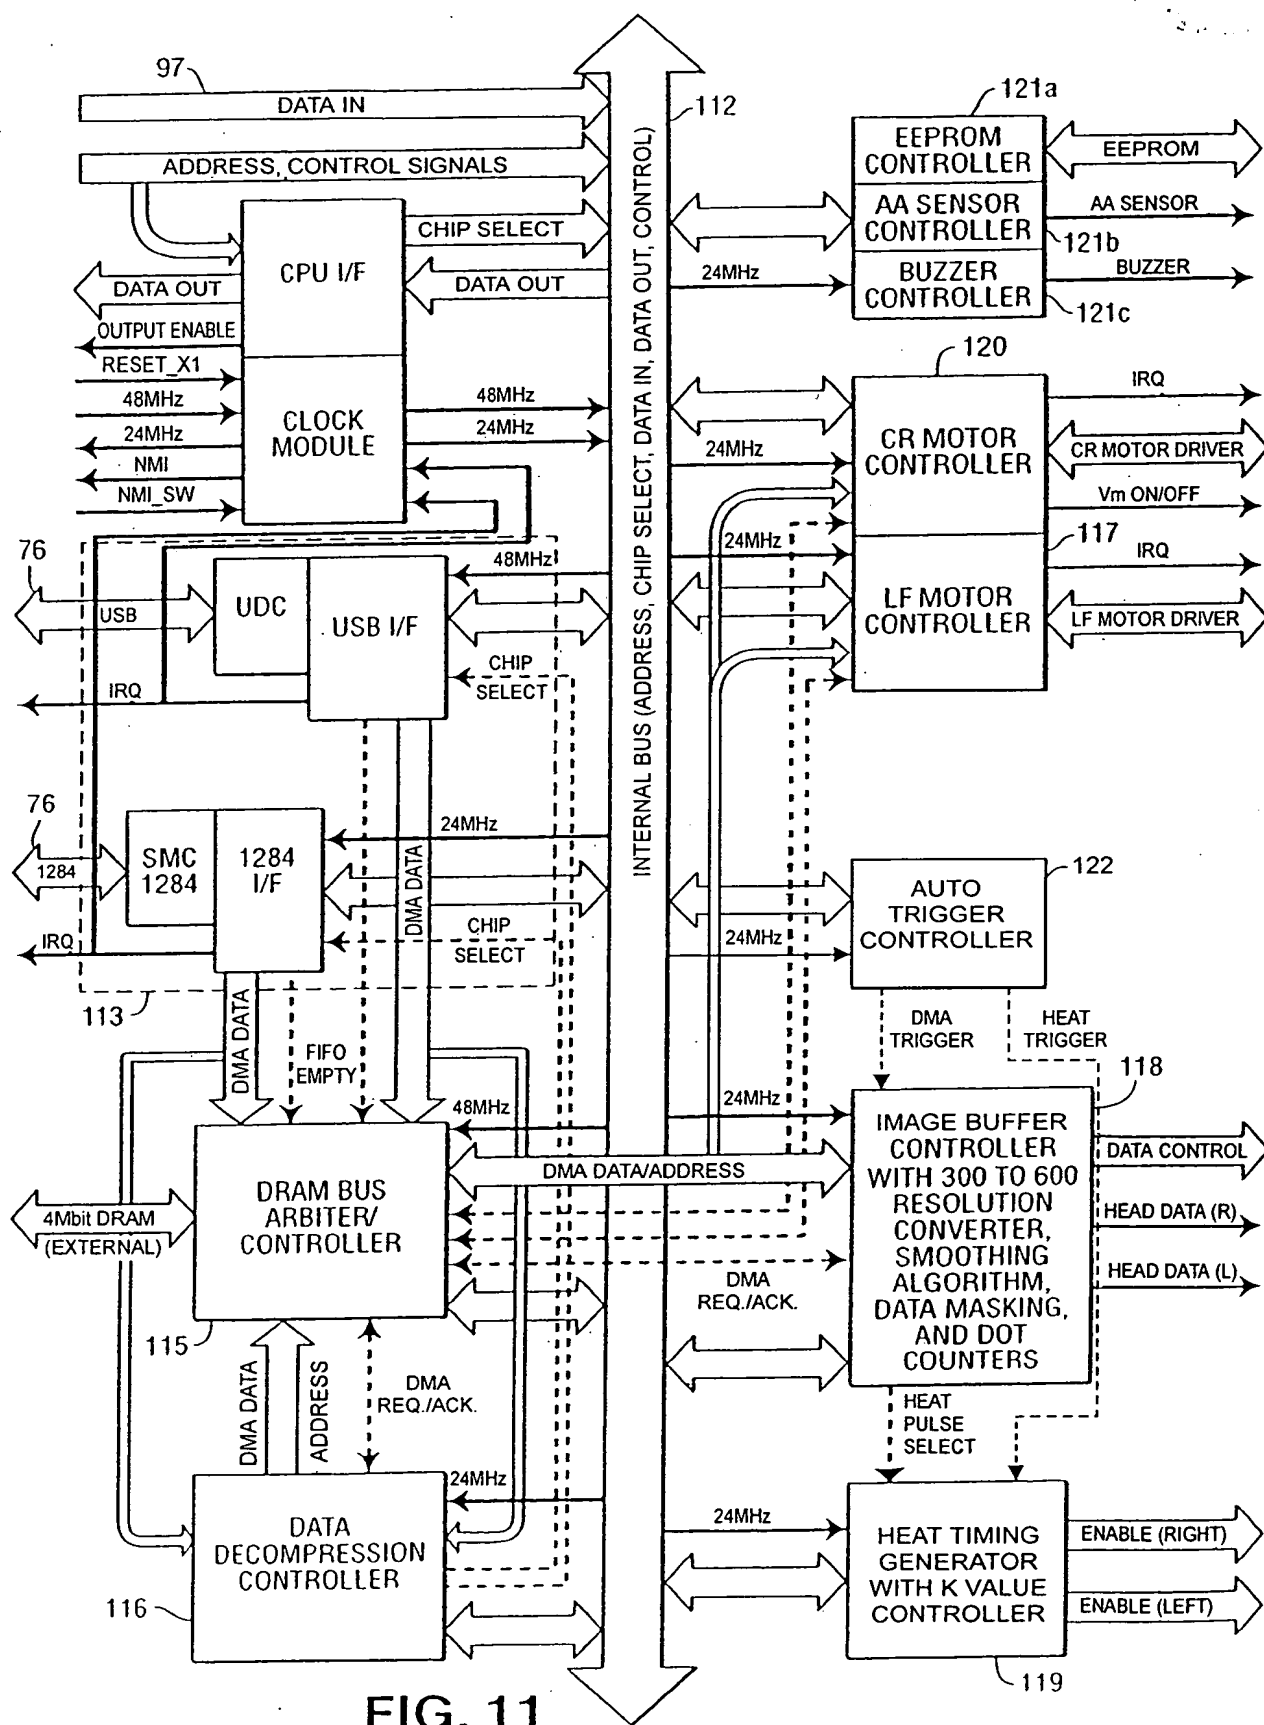 97
DATA IN
ADDRESS, CONTROL SIGNALS
CPU I/F
CHIP SELECT
DATA OUT
DATA OUT
OUTPUT ENABLE
RESET_X1
48MHz
24MHz
NMI
NMI_SW
CLOCK
MODULE
48MHz
24MHz
76
USB
UDC
USB I/F
48MHz
CHIP
SELECT
IRQ
76
1284
SMC
1284
1284
I/F
24MHz
CHIP
SELECT
IRQ
113
DMA DATA
FIFO
EMPTY
DMA DATA
48MHz
DRAM BUS
ARBITER/
CONTROLLER
4Mbit DRAM
(EXTERNAL)
115
DMA DATA
ADDRESS
DMA
REQ./ACK.
24MHz
DATA
DECOMPRESSION
CONTROLLER
116
INTERNAL BUS (ADDRESS, CHIP SELECT, DATA IN, DATA OUT, CONTROL)
112
121a
EEPROM
CONTROLLER
EEPROM
AA SENSOR
CONTROLLER
AA SENSOR
121b
24MHz
BUZZER
CONTROLLER
BUZZER
121c
120
CR MOTOR
CONTROLLER
24MHz
IRQ
CR MOTOR DRIVER
Vm ON/OFF
117
24MHz
LF MOTOR
CONTROLLER
IRQ
LF MOTOR DRIVER
122
AUTO
TRIGGER
CONTROLLER
24MHz
DMA
TRIGGER
HEAT
TRIGGER
118
24MHz
DMA DATA/ADDRESS
DMA
REQ./ACK.
IMAGE BUFFER
CONTROLLER
WITH 300 TO 600
RESOLUTION
CONVERTER,
SMOOTHING
ALGORITHM,
DATA MASKING,
AND DOT
COUNTERS
DATA CONTROL
HEAD DATA (R)
HEAD DATA (L)
HEAT
PULSE
SELECT
24MHz
HEAT TIMING
GENERATOR
WITH K VALUE
CONTROLLER
ENABLE (RIGHT)
ENABLE (LEFT)
119
FIG. 11